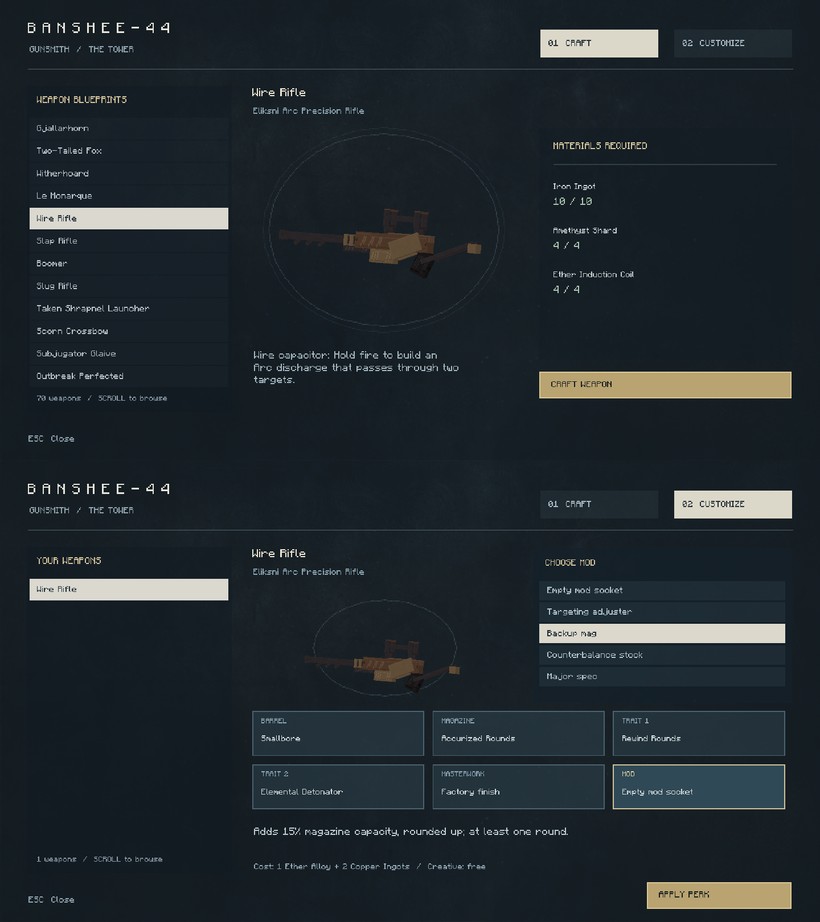 BANSHEE-44
GUNSMITH / THE TOWER
01 CRAFT
02 CUSTOMIZE
WEAPON BLUEPRINTS
Gjallarhorn
Two-Tailed Fox
Witherhoard
Le Monarque
Wire Rifle
Slap Rifle
Boomer
Slug Rifle
Taken Shrapnel Launcher
Scorn Crossbow
Subjugator Glaive
Outbreak Perfected
70 weapons / SCROLL to browse
Wire Rifle
Eliksni Arc Precision Rifle
Wire capacitor: Hold fire to build an
Arc discharge that passes through two
targets.
MATERIALS REQUIRED
Iron Ingot
10 / 10
Amethyst Shard
4 / 4
Ether Induction Coil
4 / 4
CRAFT WEAPON
ESC Close
BANSHEE-44
GUNSMITH / THE TOWER
01 CRAFT
02 CUSTOMIZE
YOUR WEAPONS
Wire Rifle
1 weapons / SCROLL to browse
Wire Rifle
Eliksni Arc Precision Rifle
CHOOSE MOD
Empty mod socket
Targeting adjuster
Backup mag
Counterbalance stock
Major spec
BARREL
Smallbore
MAGAZINE
Accurized Rounds
TRAIT 1
Rewind Rounds
TRAIT 2
Elemental Detonator
MASTERWORK
Factory finish
MOD
Empty mod socket
Adds 15% magazine capacity, rounded up; at least one round.
Cost: 1 Ether Alloy + 2 Copper Ingots / Creative: free
APPLY PERK
ESC Close